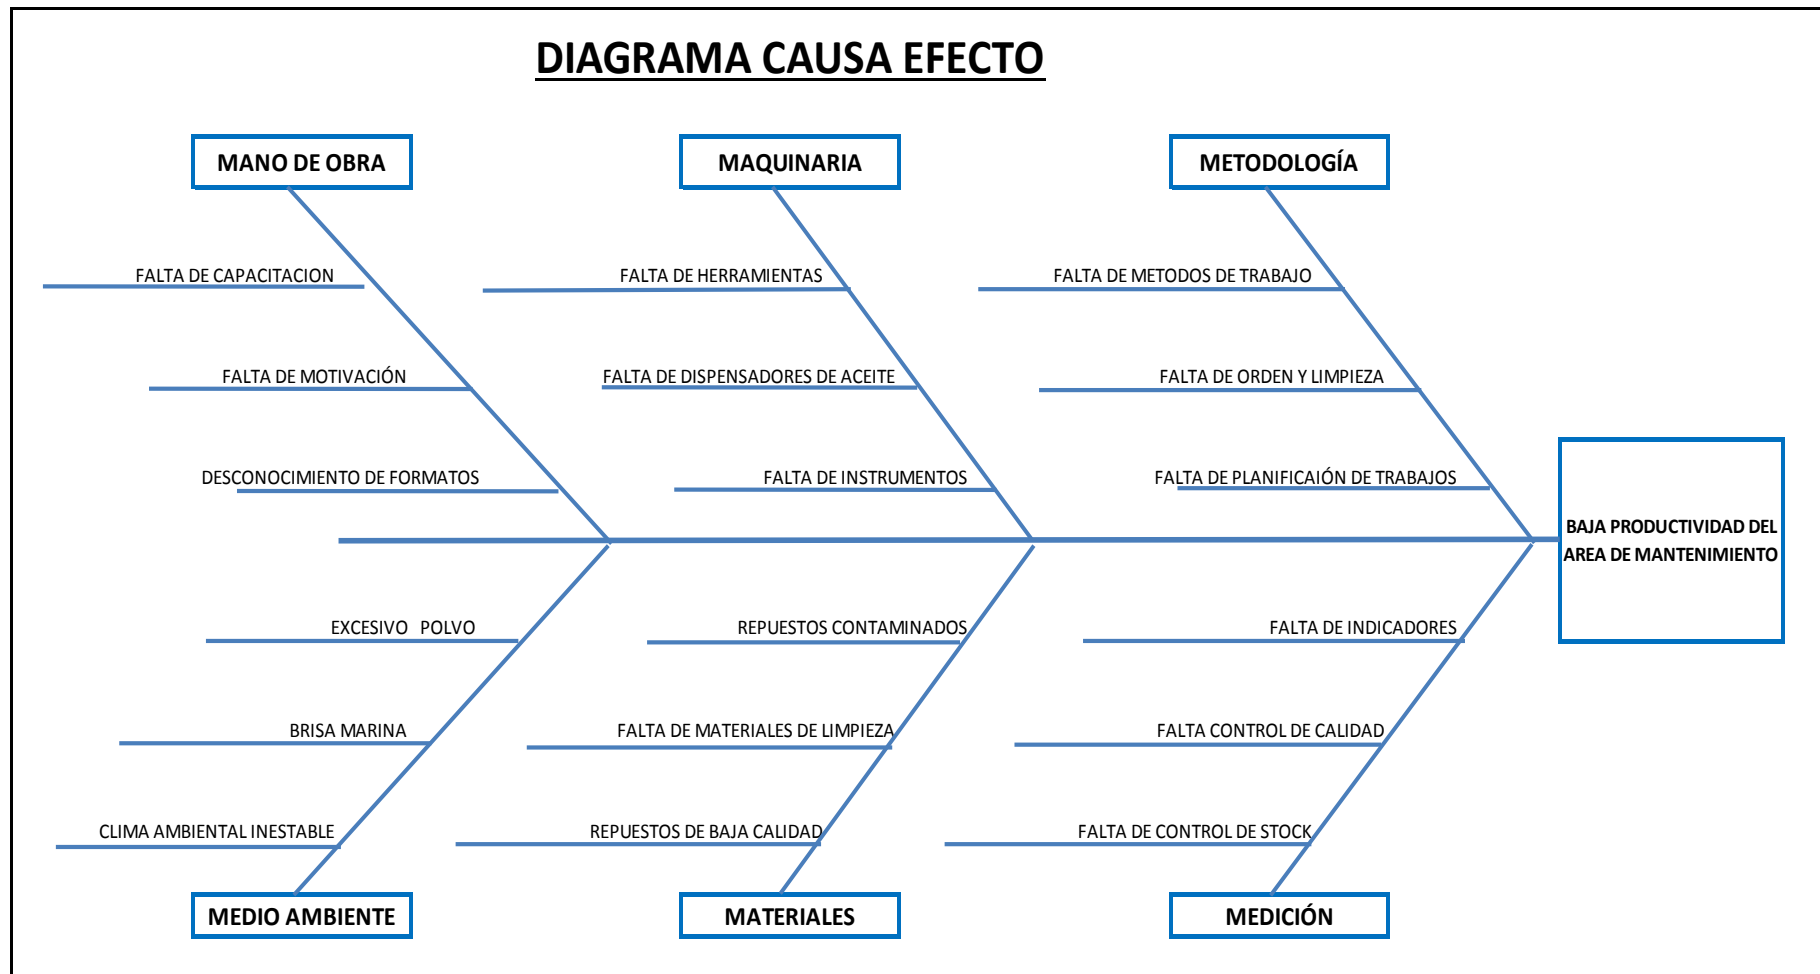 DIAGRAMA CAUSA EFECTO
MANO DE OBRA
MAQUINARIA
METODOLOGÍA
FALTA DE CAPACITACION
FALTA DE HERRAMIENTAS
FALTA DE METODOS DE TRABAJO
FALTA DE MOTIVACIÓN
FALTA DE DISPENSADORES DE ACEITE
FALTA DE ORDEN Y LIMPIEZA
DESCONOCIMIENTO DE FORMATOS
FALTA DE INSTRUMENTOS
FALTA DE PLANIFICAIÓN DE TRABAJOS
BAJA PRODUCTIVIDAD DEL
AREA DE MANTENIMIENTO
EXCESIVO POLVO
REPUESTOS CONTAMINADOS
FALTA DE INDICADORES
BRISA MARINA
FALTA DE MATERIALES DE LIMPIEZA
FALTA CONTROL DE CALIDAD
CLIMA AMBIENTAL INESTABLE
REPUESTOS DE BAJA CALIDAD
FALTA DE CONTROL DE STOCK
MEDIO AMBIENTE
MATERIALES
MEDICIÓN